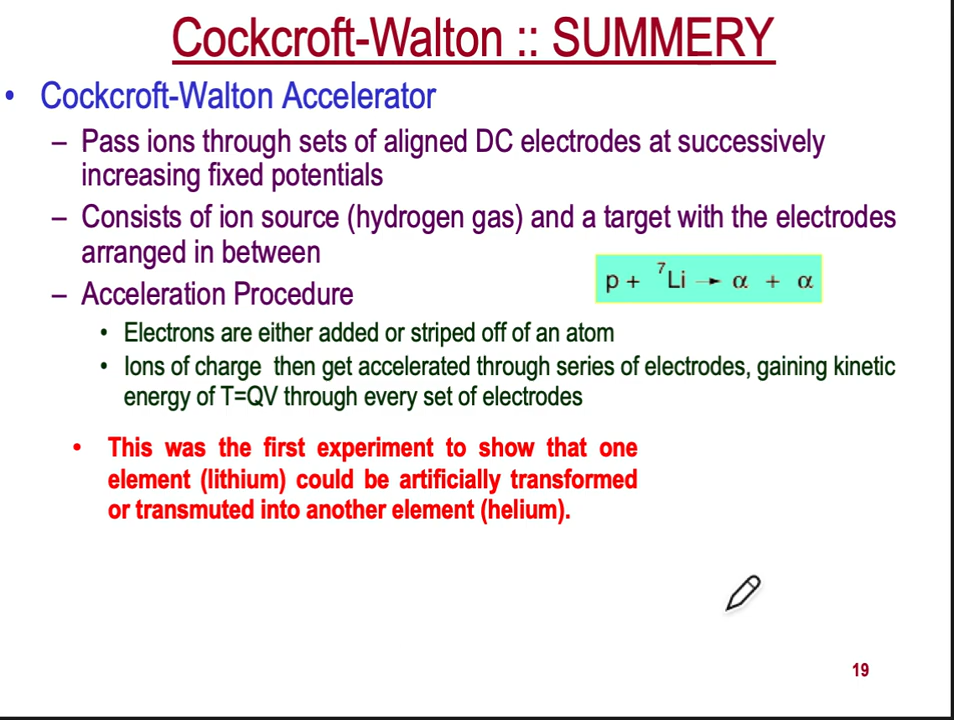 Cockcroft-Walton :: SUMMERY
• Cockcroft-Walton Accelerator
– Pass ions through sets of aligned DC electrodes at successively
increasing fixed potentials
– Consists of ion source (hydrogen gas) and a target with the electrodes
arranged in between
p + ⁷Li → α + α
– Acceleration Procedure
• Electrons are either added or striped off of an atom
• Ions of charge then get accelerated through series of electrodes, gaining kinetic
energy of T=QV through every set of electrodes
• This was the first experiment to show that one
element (lithium) could be artificially transformed
or transmuted into another element (helium).
19